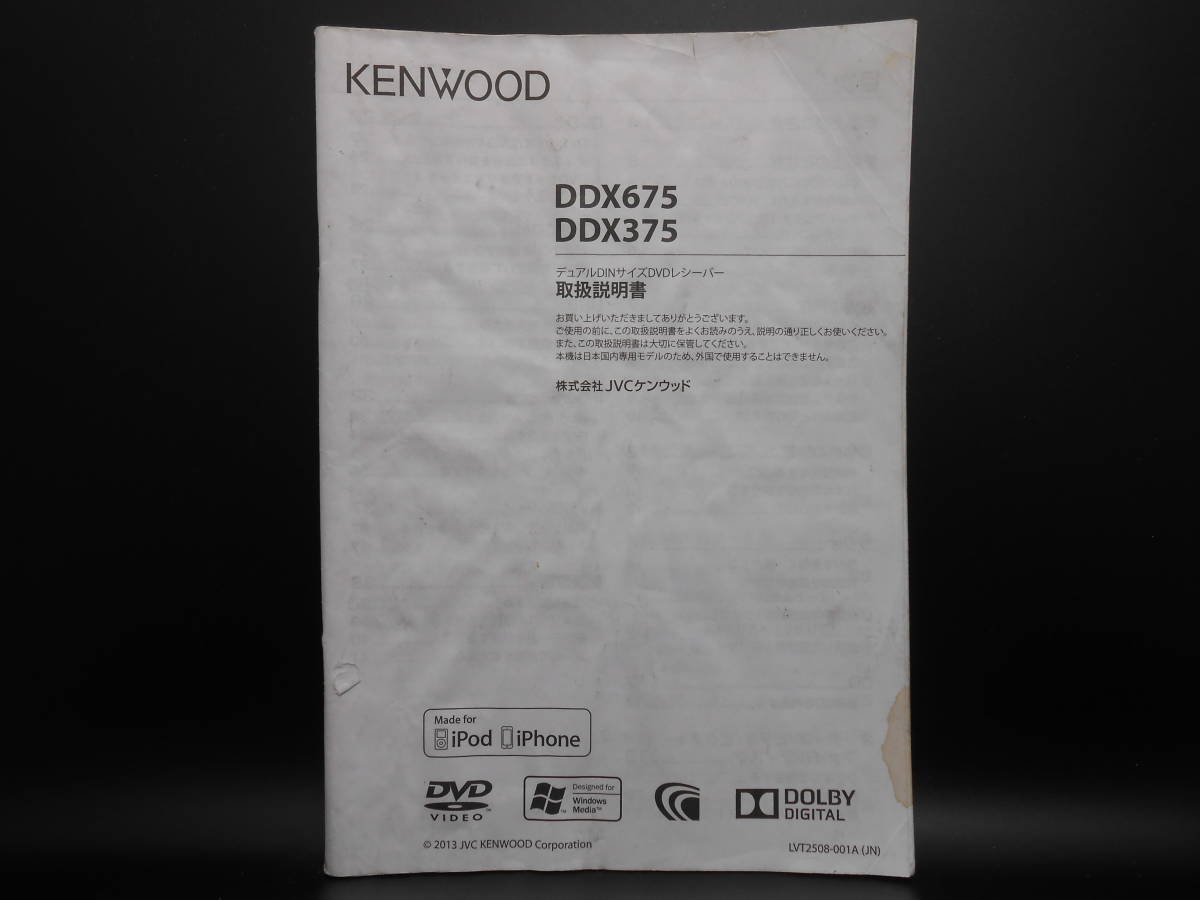 KENWOOD
DDX675
DDX375
デュアルDINサイズDVDレシーバー
取扱説明書
お買い上げいただきましてありがとうございます。
ご使用の前に、この取扱説明書をよくお読みのうえ、説明の通り正しくお使いください。
また、この取扱説明書は大切に保管してください。
本機は日本国内専用モデルのため、外国で使用することはできません。
株式会社 JVCケンウッド
Made for
iPod iPhone
DVD
VIDEO
Designed for
Windows
Media™
DOLBY
DIGITAL
© 2013 JVC KENWOOD Corporation
LVT2508-001A (JN)